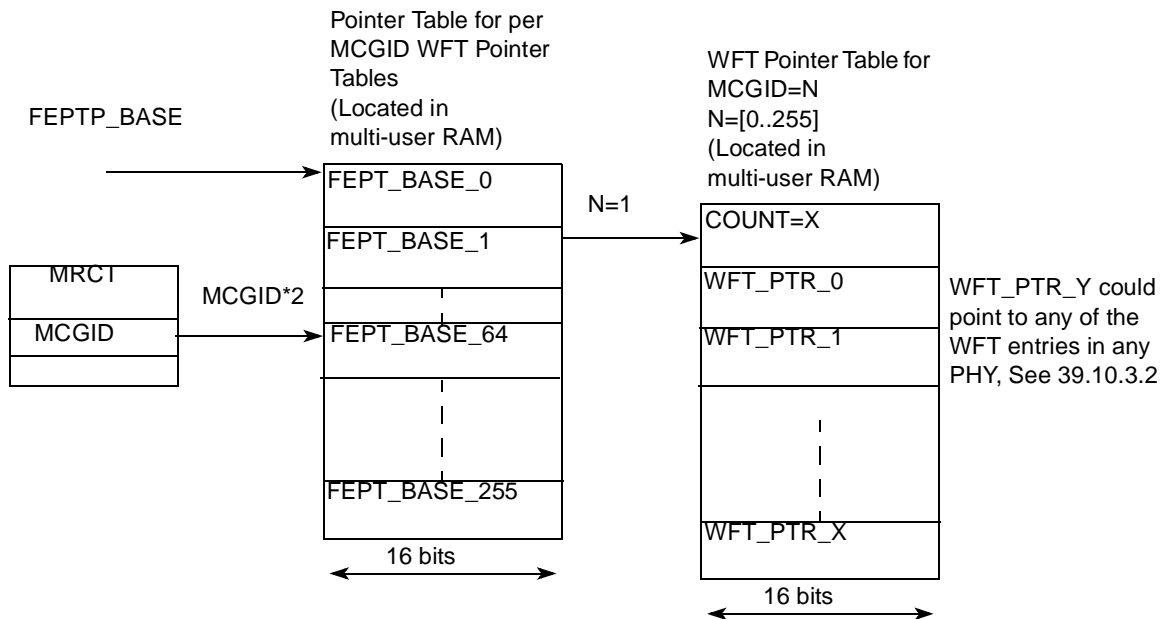 Pointer Table for per
MCGID WFT Pointer
Tables
(Located in
multi-user RAM)
WFT Pointer Table for
MCGID=N
N=[0..255]
(Located in
multi-user RAM)
FEPTP_BASE
FEPT_BASE_0
N=1
COUNT=X
FEPT_BASE_1
MRCT
MCGID*2
WFT_PTR_0
WFT_PTR_Y could
point to any of the
WFT entries in any
PHY, See 39.10.3.2
MCGID
FEPT_BASE_64
WFT_PTR_1
FEPT_BASE_255
WFT_PTR_X
16 bits
16 bits